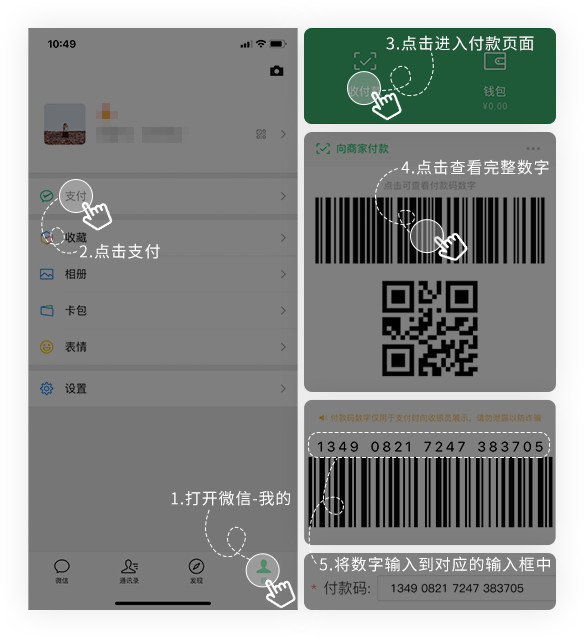 10:49
支付
2.点击支付
收藏
相册
卡包
表情
设置
1.打开微信-我的
微信
通讯录
发现
3.点击进入付款页面
收付款
钱包
¥0.00
向商家付款
4.点击查看完整数字
点击可查看付款码数字
付款码数字仅用于支付时向收银员展示，请勿泄露以防诈骗
1349 0821 7247 383705
5.将数字输入到对应的输入框中
* 付款码: 1349 0821 7247 383705